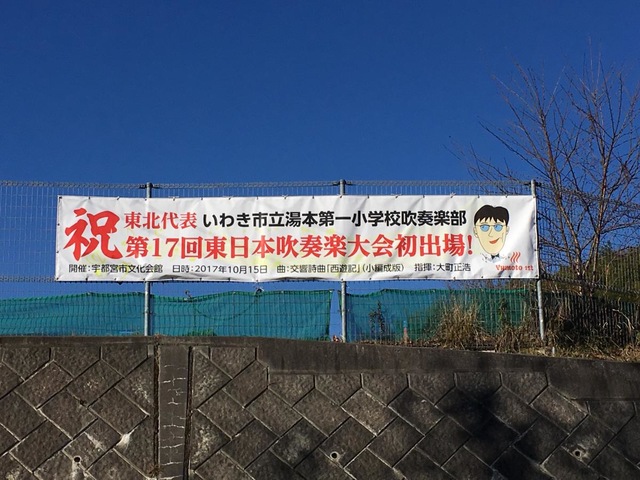 祝
東北代表 いわき市立湯本第一小学校吹奏楽部
第17回東日本吹奏楽大会初出場!
開催:宇都宮市文化会館 日時:2017年10月15日 曲:交響詩曲「西遊記」(小編成版) 指揮:大町正浩
Yumoto 1st